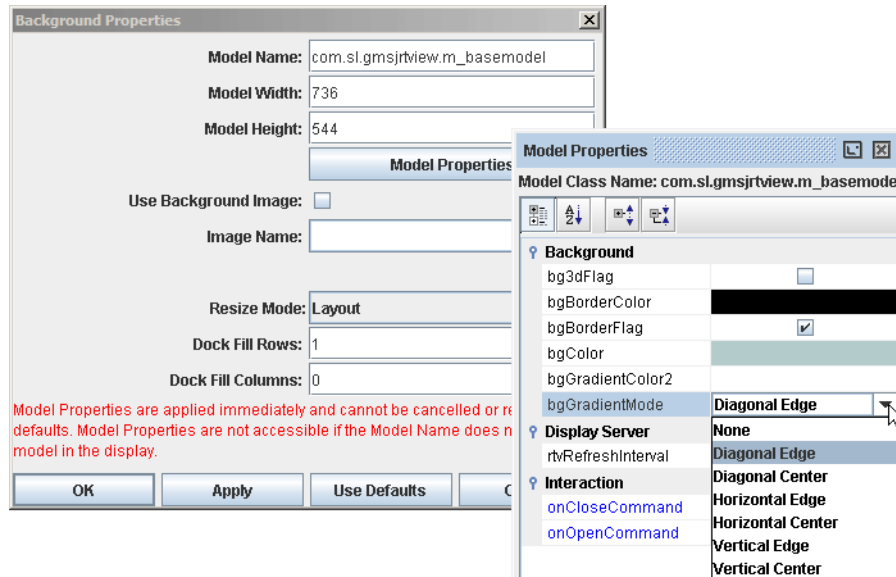 Background Properties
Model Name: com.sl.gmsjrtview.m_basemodel
Model Width: 736
Model Height: 544
Model Properties
Use Background Image:
Image Name:
Resize Mode: Layout
Dock Fill Rows: 1
Dock Fill Columns: 0
Model Properties are applied immediately and cannot be cancelled or re
defaults. Model Properties are not accessible if the Model Name does n
model in the display.
OK Apply Use Defaults C
Model Properties
Model Class Name: com.sl.gmsjrtview.m_basemode
Background
bg3dFlag
bgBorderColor
bgBorderFlag
bgColor
bgGradientColor2
bgGradientMode Diagonal Edge
Display Server
rtvRefreshInterval
Interaction
onCloseCommand
onOpenCommand
None
Diagonal Edge
Diagonal Center
Horizontal Edge
Horizontal Center
Vertical Edge
Vertical Center